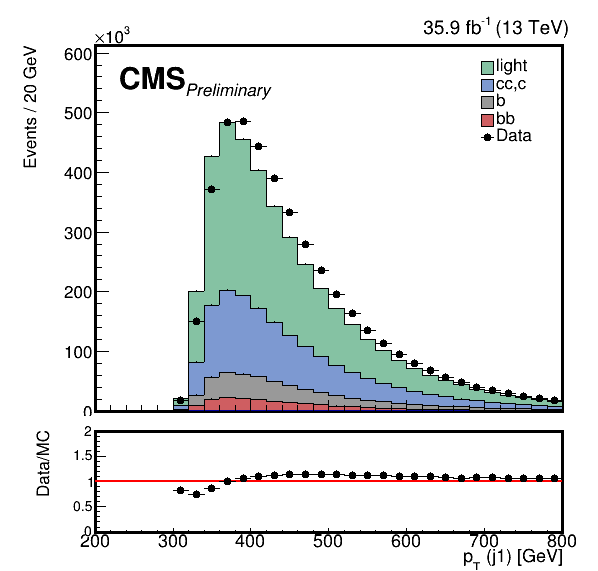 35.9 fb⁻¹ (13 TeV)
×10³
CMS Preliminary
Events / 20 GeV
600
500
400
300
200
100
0
light
cc,c
b
bb
Data
Data/MC
2
1.5
1
0.5
0
200 300 400 500 600 700 800
p_T (j1) [GeV]